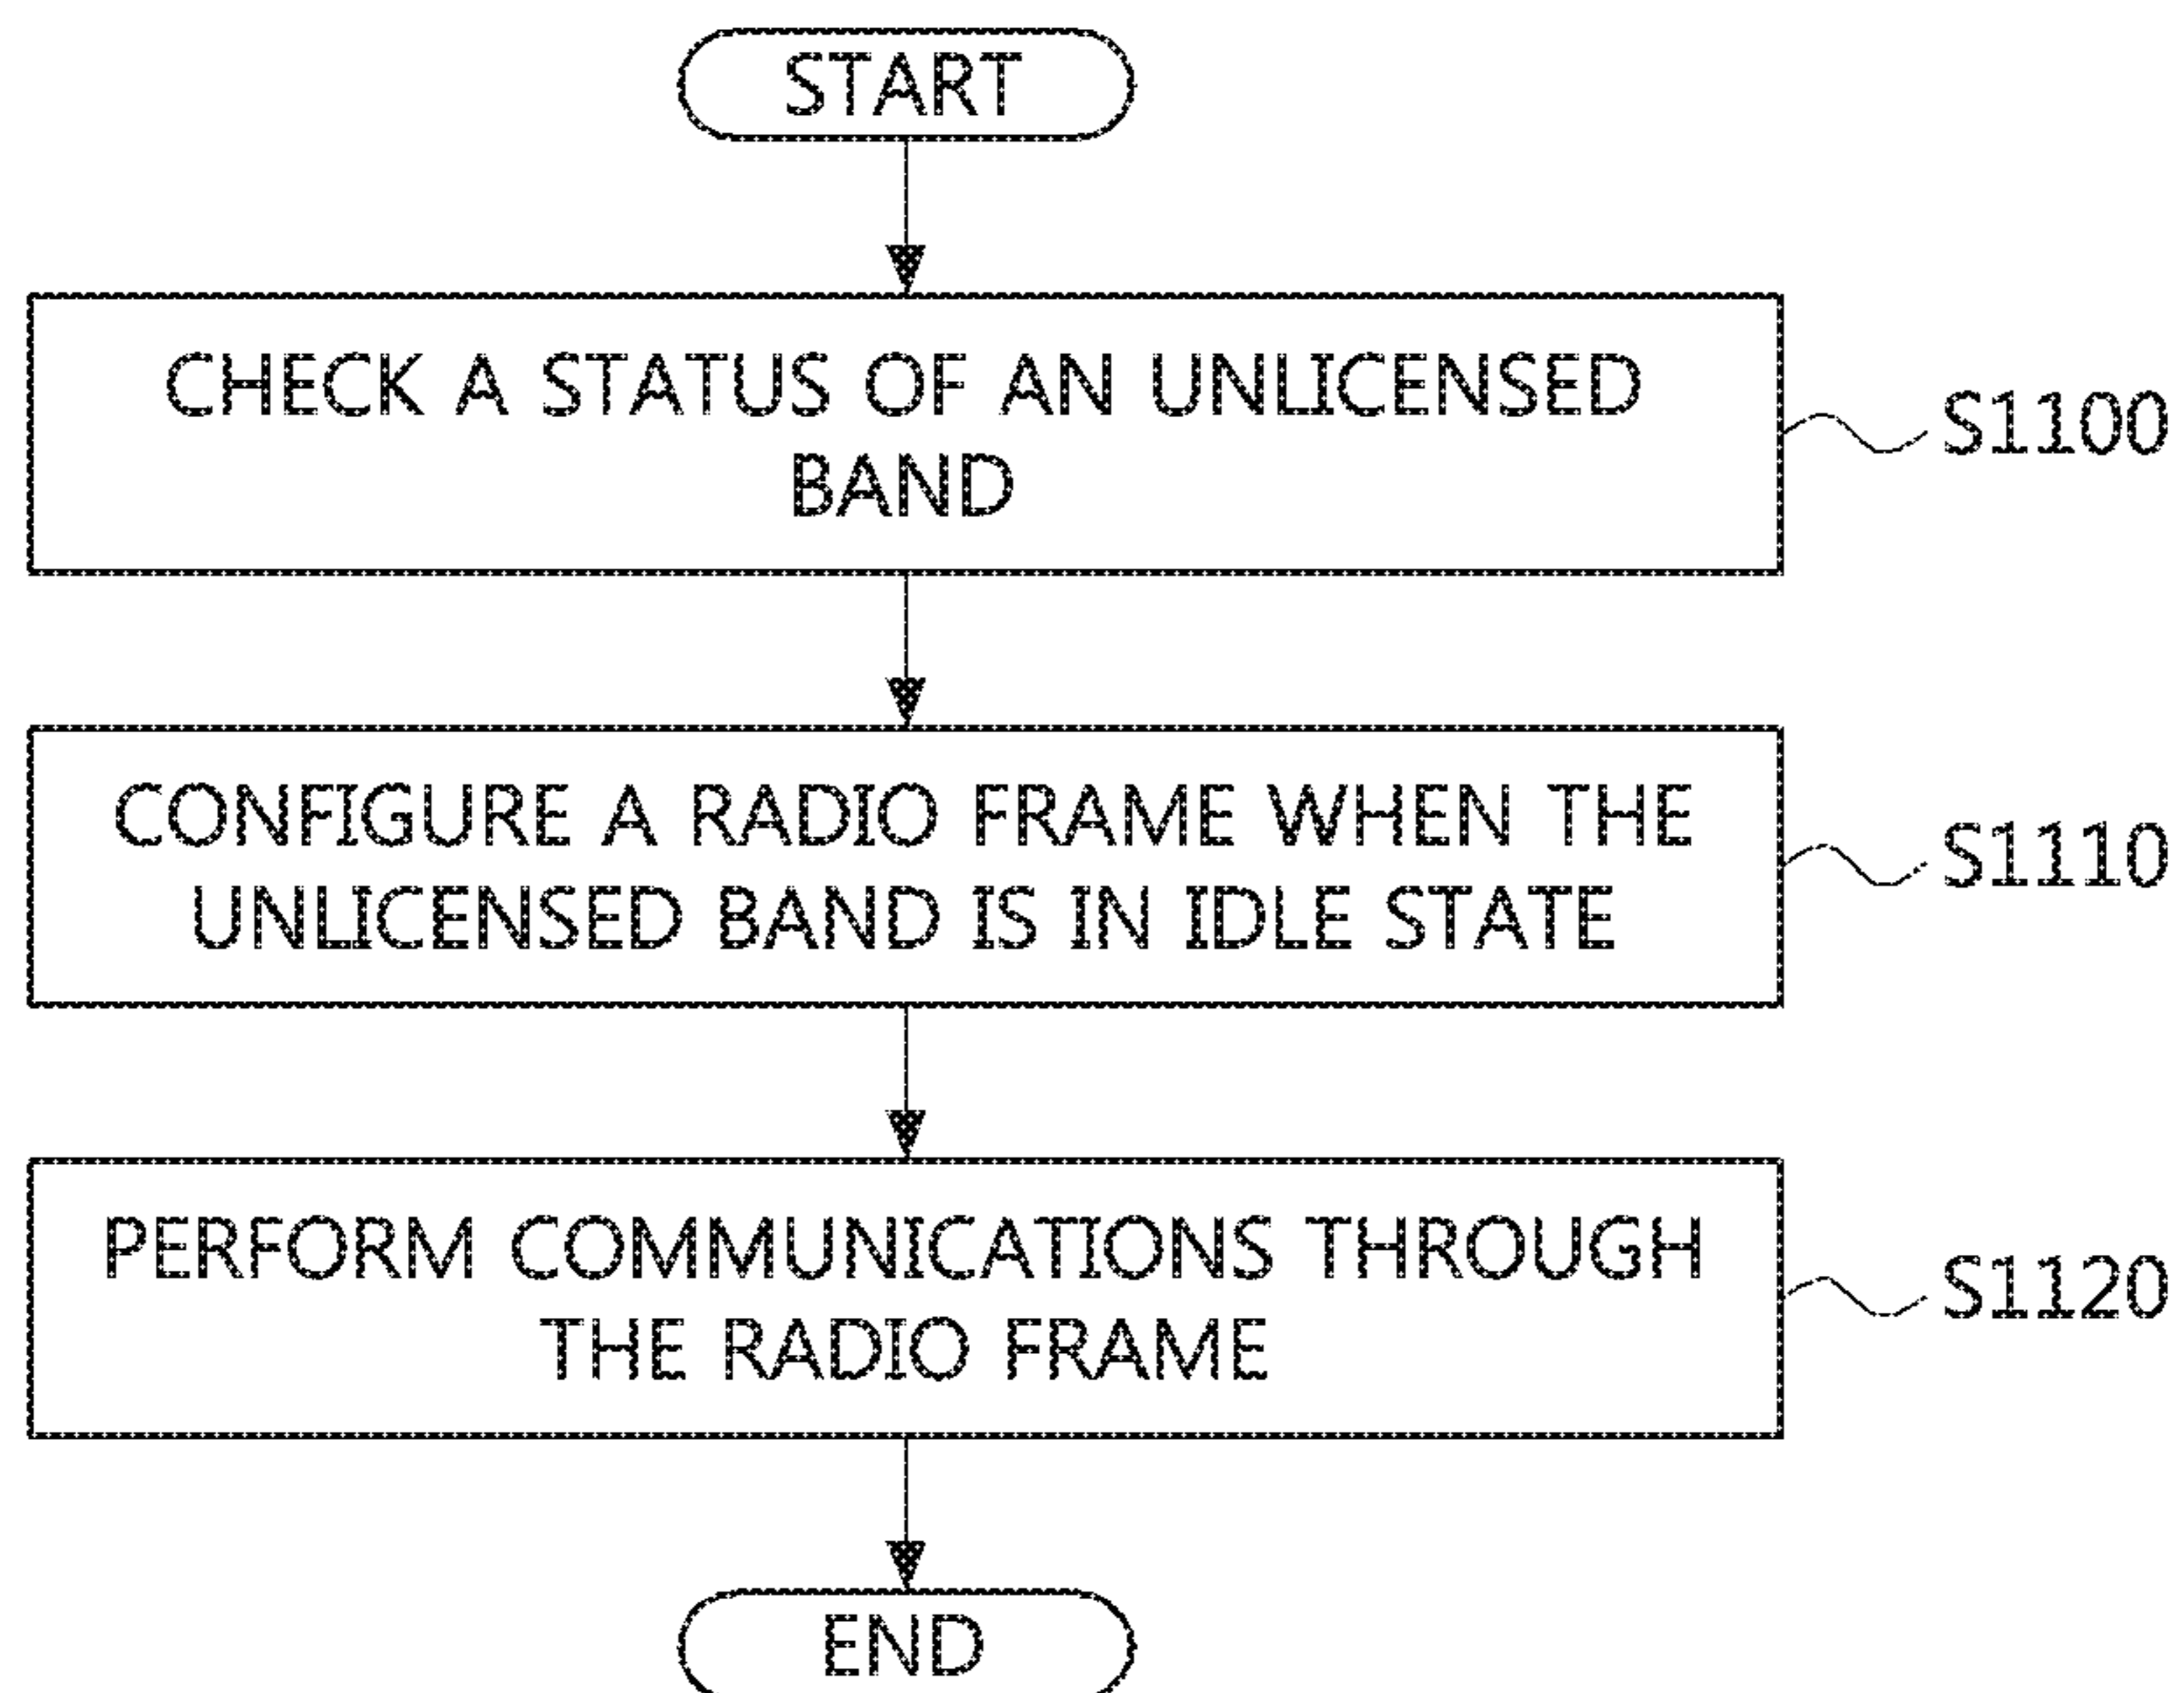 START
CHECK A STATUS OF AN UNLICENSED
BAND
S1100
CONFIGURE A RADIO FRAME WHEN THE
UNLICENSED BAND IS IN IDLE STATE
S1110
PERFORM COMMUNICATIONS THROUGH
THE RADIO FRAME
S1120
END